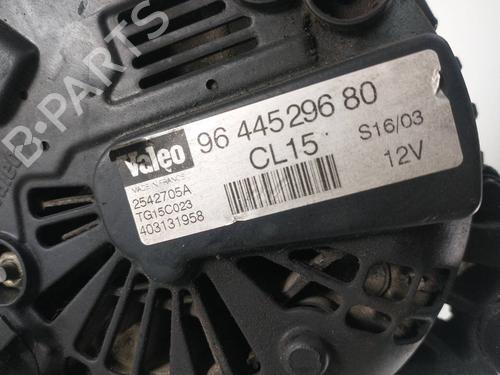 B-PARTS
Valeo 96 445296 80
CL15 S16/03
MADE IN FRANCE 12V
2542705A
TG15C023
403131958